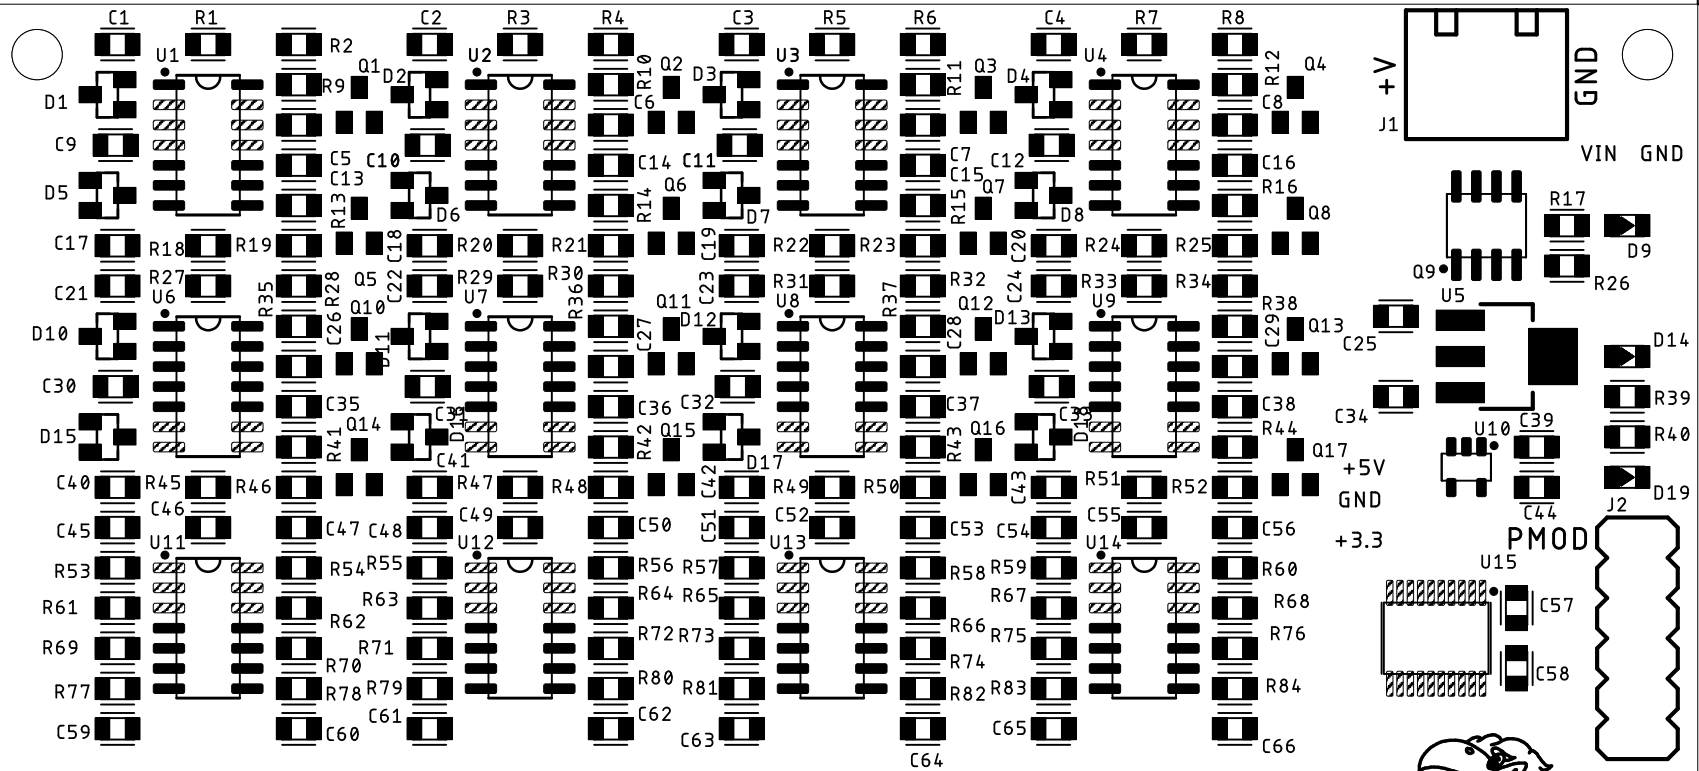 C1 R1 C2 R3 R4 C3 R5 R6 C4 R7 R8
R2
U1 Q1 U2 R10 Q2 U3 R11 Q3 U4 R12 Q4
D1 R9 D2 C6 D3 D4 C8
+V GND
J1
C9 C5 C10 C14 C11 C7 C12 C16
VIN GND
C13 C15
D5 R13 D6 R14 Q6 D7 R15 Q7 D8 R16 Q8
R17
D9
C17 R18 R19 C18 R20 R21 C19 R22 R23 C20 R24 R25
Q9 R26
C21 R27 R28 Q5 C22 R29 R30 C23 R31 R32 C24 R33 R34
U5
U6 R35 Q10 U7 R36 Q11 U8 R37 Q12 U9 R38 Q13
D10 C26 D11 C27 D12 C28 D13 C29
C25 D14
C30 C35 C31 C36 C32 C37 C33 C38
C34 R39
D15 R41 Q14 R42 Q15 D17 R43 Q16 D18 R44 Q17
U10 C39 R40
C41
C40 R45 R46 R47 R48 C42 R49 R50 C43 R51 R52
+5V
GND
D19
C44 J2
C46 C49 C52 C55
C45 C47 C48 C50 C51 C53 C54 C56
+3.3 PMOD
U11 U12 U13 U14 U15
R53 R54 R55 R56 R57 R58 R59 R60
R61 R62 R63 R64 R65 R66 R67 R68
C57
R69 R70 R71 R72 R73 R74 R75 R76
C58
R77 R78 R79 R80 R81 R82 R83 R84
C59 C60 C61 C62 C63 C64 C65 C66